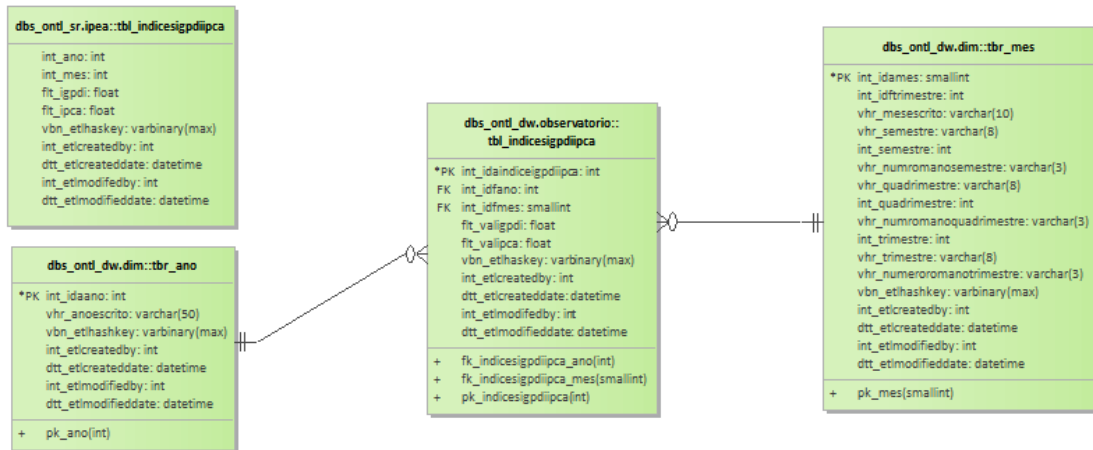 dbs_ontl_sr.ipea::tbl_indicesigpdiipca
int_ano: int
int_mes: int
flt_igpdi: float
flt_ipca: float
vbn_etlhaskey: varbinary(max)
int_etlcreatedby: int
dtt_etlcreateddate: datetime
int_etlmodifedby: int
dtt_etlmodifieddate: datetime
dbs_ontl_dw.dim::tbr_ano
*PK int_idaano: int
vhr_anoescrito: varchar(50)
vbn_etlhashkey: varbinary(max)
int_etlcreatedby: int
dtt_etlcreateddate: datetime
int_etlmodifiedby: int
dtt_etlmodifieddate: datetime
+ pk_ano(int)
dbs_ontl_dw.observatorio::
tbl_indicesigpdiipca
*PK int_idaindiceigpdiipca: int
FK int_idfano: int
FK int_idfmes: smallint
flt_valigpdi: float
flt_valipca: float
vbn_etlhaskey: varbinary(max)
int_etlcreatedby: int
dtt_etlcreateddate: datetime
int_etlmodifedby: int
dtt_etlmodifieddate: datetime
+ fk_indicesigpdiipca_ano(int)
+ fk_indicesigpdiipca_mes(smallint)
+ pk_indicesigpdiipca(int)
dbs_ontl_dw.dim::tbr_mes
*PK int_idames: smallint
int_idftrimestre: int
vhr_mesescrito: varchar(10)
vhr_semestre: varchar(8)
int_semestre: int
vhr_numromanosemestre: varchar(3)
vhr_quadrimestre: varchar(8)
int_quadrimestre: int
vhr_numromanoquadrimestre: varchar(3)
int_trimestre: int
vhr_trimestre: varchar(8)
vhr_numeroromanotrimestre: varchar(3)
vbn_etlhashkey: varbinary(max)
int_etlcreatedby: int
dtt_etlcreateddate: datetime
int_etlmodifiedby: int
dtt_etlmodifieddate: datetime
+ pk_mes(smallint)